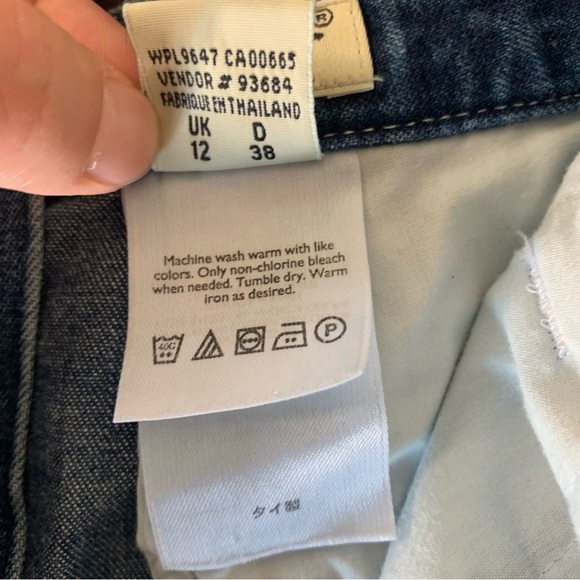 WPL9647 CA00665
VENDOR # 93684
FABRIQUE EN THAILAND
UK D
12 38
®
Machine wash warm with like
colors. Only non-chlorine bleach
when needed. Tumble dry. Warm
iron as desired.
40C P
タイ製